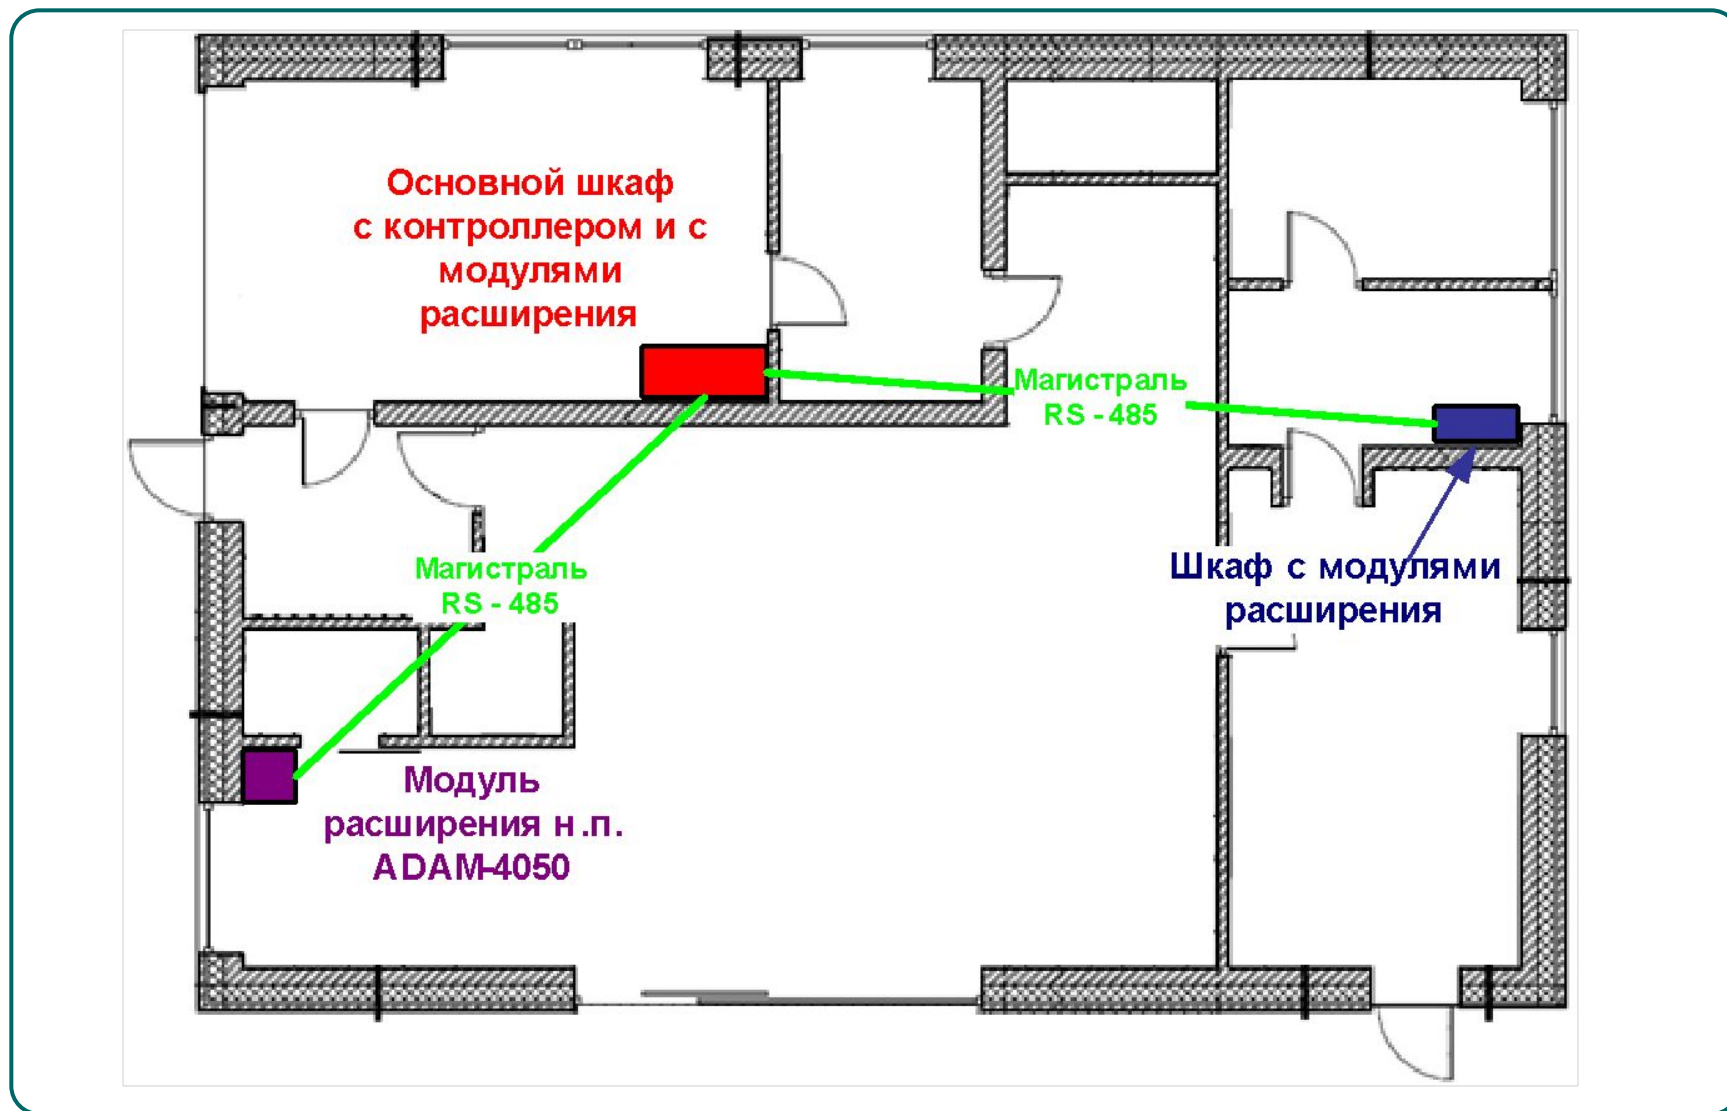 Основной шкаф
с контроллером и с
модулями
расширения
Магистраль
RS - 485
Магистраль
RS - 485
Шкаф с модулями
расширения
Модуль
расширения н.п.
ADAM-4050